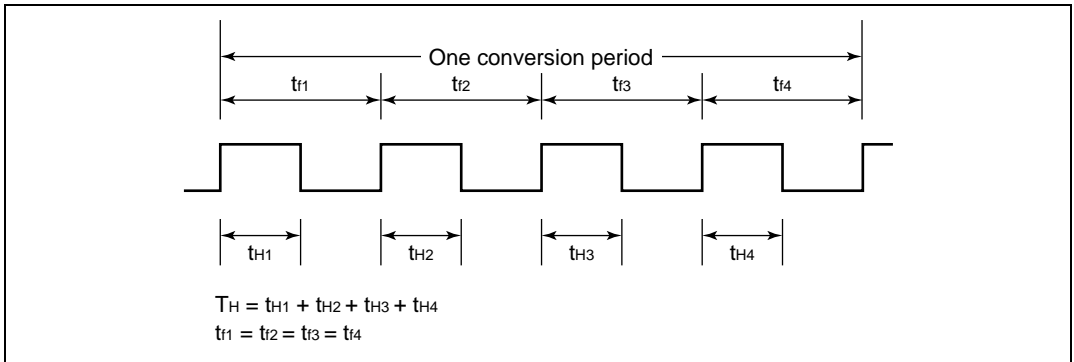 One conversion period
tf1 tf2 tf3 tf4
tH1 tH2 tH3 tH4
TH = tH1 + tH2 + tH3 + tH4
tf1 = tf2 = tf3 = tf4